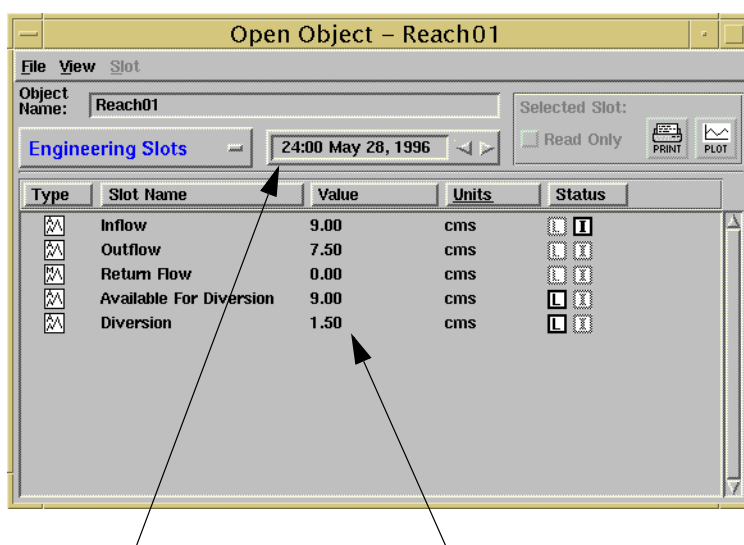 Open Object – Reach01
File View Slot
Object Name: Reach01
Selected Slot:
Read Only
PRINT PLOT
Engineering Slots
24:00 May 28, 1996
Type Slot Name Value Units Status
Inflow 9.00 cms L I
Outflow 7.50 cms L I
Return Flow 0.00 cms L I
Available For Diversion 9.00 cms L I
Diversion 1.50 cms L I